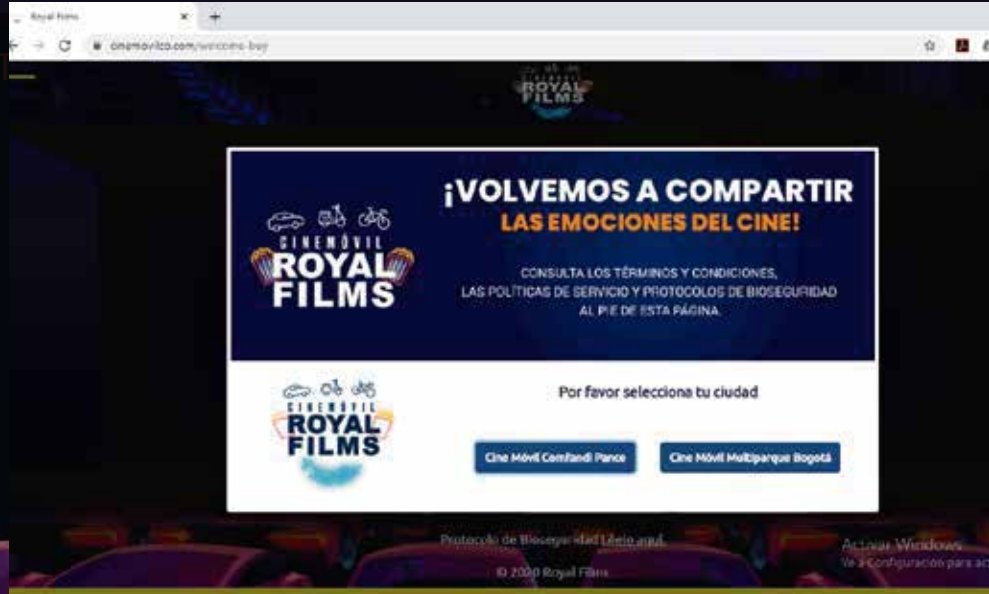 Royal Films
cinemovilco.com/welcome-buy
ROYAL
FILMS
¡VOLVEMOS A COMPARTIR
LAS EMOCIONES DEL CINE!
CINEMÓVIL
ROYAL
FILMS
CONSULTA LOS TÉRMINOS Y CONDICIONES,
LAS POLÍTICAS DE SERVICIO Y PROTOCOLOS DE BIOSEGURIDAD
AL PIE DE ESTA PÁGINA.
CINEMÓVIL
ROYAL
FILMS
Por favor selecciona tu ciudad
Cine Móvil Comfandi Pance
Cine Móvil Multiparque Bogotá
Protocolo de Bioseguridad Léelo aquí.
© 2020 Royal Films
Activar Windows
Ve a Configuración para ac